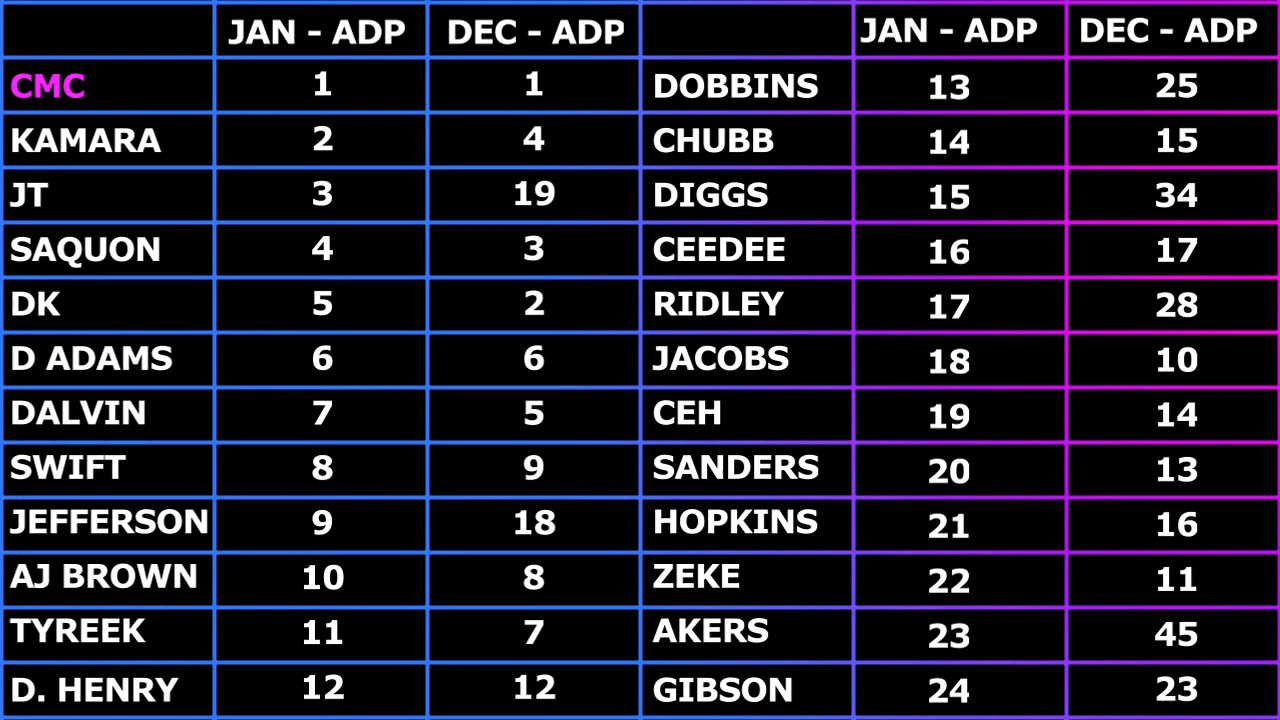 JAN - ADP DEC - ADP JAN - ADP DEC - ADP
CMC 1 1 DOBBINS 13 25
KAMARA 2 4 CHUBB 14 15
JT 3 19 DIGGS 15 34
SAQUON 4 3 CEEDEE 16 17
DK 5 2 RIDLEY 17 28
D ADAMS 6 6 JACOBS 18 10
DALVIN 7 5 CEH 19 14
SWIFT 8 9 SANDERS 20 13
JEFFERSON 9 18 HOPKINS 21 16
AJ BROWN 10 8 ZEKE 22 11
TYREEK 11 7 AKERS 23 45
D. HENRY 12 12 GIBSON 24 23